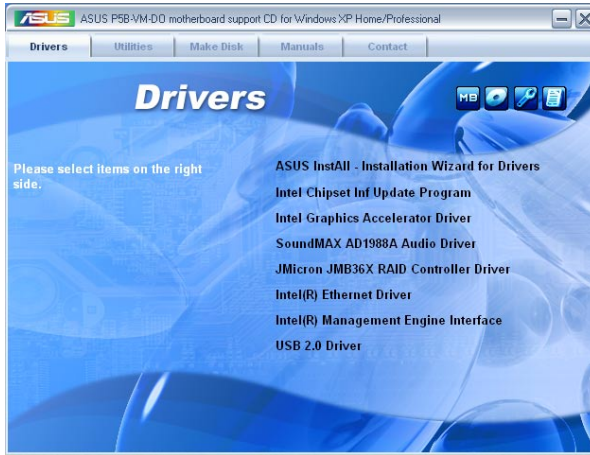 ASUS ASUS P5B-VM-DO motherboard support CD for Windows XP Home/Professional
Drivers Utilities Make Disk Manuals Contact
Drivers
MB
Please select items on the right
side.
ASUS InstAll - Installation Wizard for Drivers
Intel Chipset Inf Update Program
Intel Graphics Accelerator Driver
SoundMAX AD1988A Audio Driver
JMicron JMB36X RAID Controller Driver
Intel(R) Ethernet Driver
Intel(R) Management Engine Interface
USB 2.0 Driver